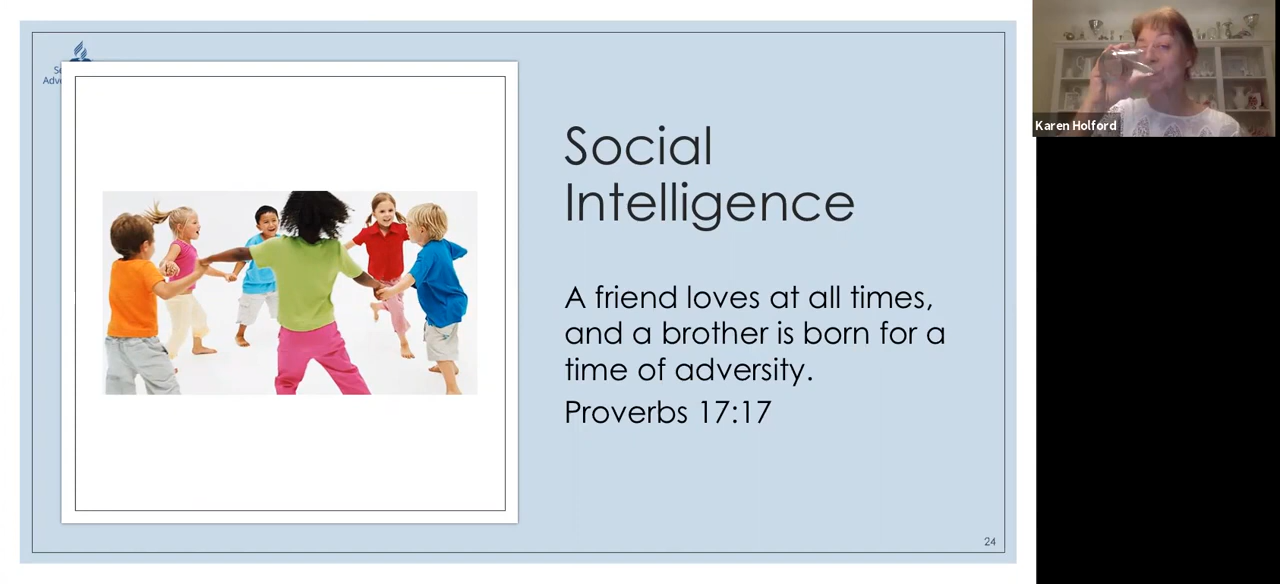 Social
Intelligence
A friend loves at all times,
and a brother is born for a
time of adversity.
Proverbs 17:17
24
Karen Holford